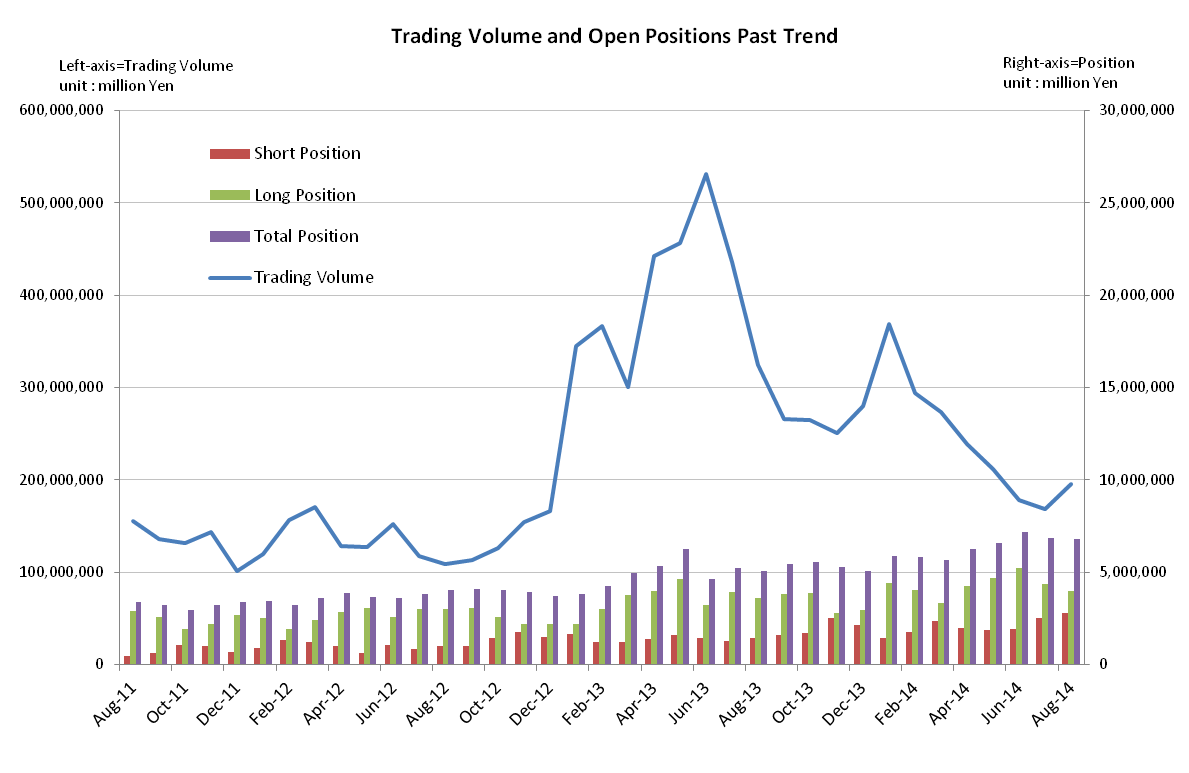 Trading Volume and Open Positions Past Trend
Left-axis=Trading Volume
unit : million Yen
Right-axis=Position
unit : million Yen
600,000,000
500,000,000
400,000,000
300,000,000
200,000,000
100,000,000
0
30,000,000
25,000,000
20,000,000
15,000,000
10,000,000
5,000,000
0
Short Position
Long Position
Total Position
Trading Volume
Aug-11
Oct-11
Dec-11
Feb-12
Apr-12
Jun-12
Aug-12
Oct-12
Dec-12
Feb-13
Apr-13
Jun-13
Aug-13
Oct-13
Dec-13
Feb-14
Apr-14
Jun-14
Aug-14